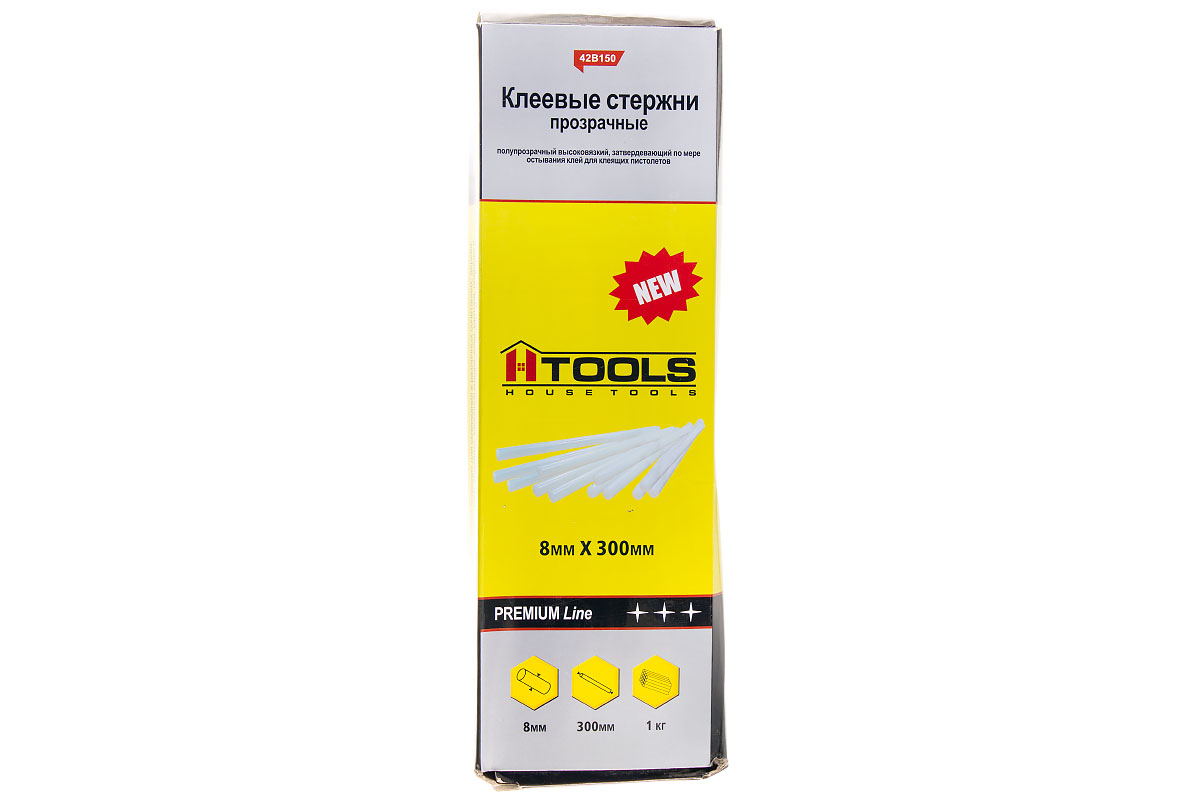 42B150
Клеевые стержни
прозрачные
полупрозрачный высоковязкий, затвердевающий по мере
остывания клей для клеящих пистолетов
NEW
HTOOLS
HOUSE TOOLS
8мм X 300мм
PREMIUM Line
8мм 300мм 1 кг